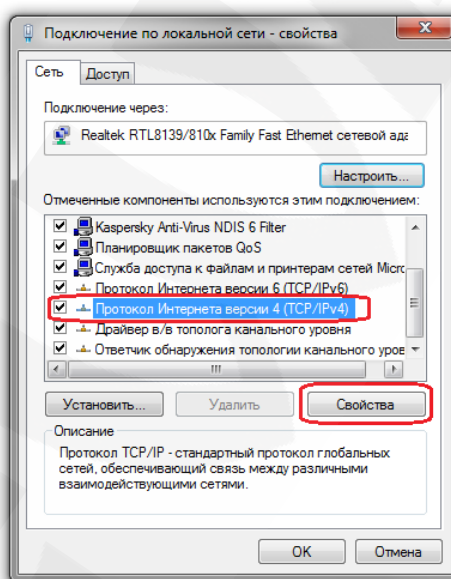 Подключение по локальной сети - свойства
Сеть
Доступ
Подключение через:
Realtek RTL8139/810x Family Fast Ethernet сетевой ада
Настроить...
Отмеченные компоненты используются этим подключением:
Kaspersky Anti-Virus NDIS 6 Filter
Планировщик пакетов QoS
Служба доступа к файлам и принтерам сетей Micro
Протокол Интернета версии 6 (TCP/IPv6)
Протокол Интернета версии 4 (TCP/IPv4)
Драйвер в/в тополога канального уровня
Ответчик обнаружения топологии канального уров
Установить...
Удалить
Свойства
Описание
Протокол TCP/IP - стандартный протокол глобальных
сетей, обеспечивающий связь между различными
взаимодействующими сетями.
OK
Отмена